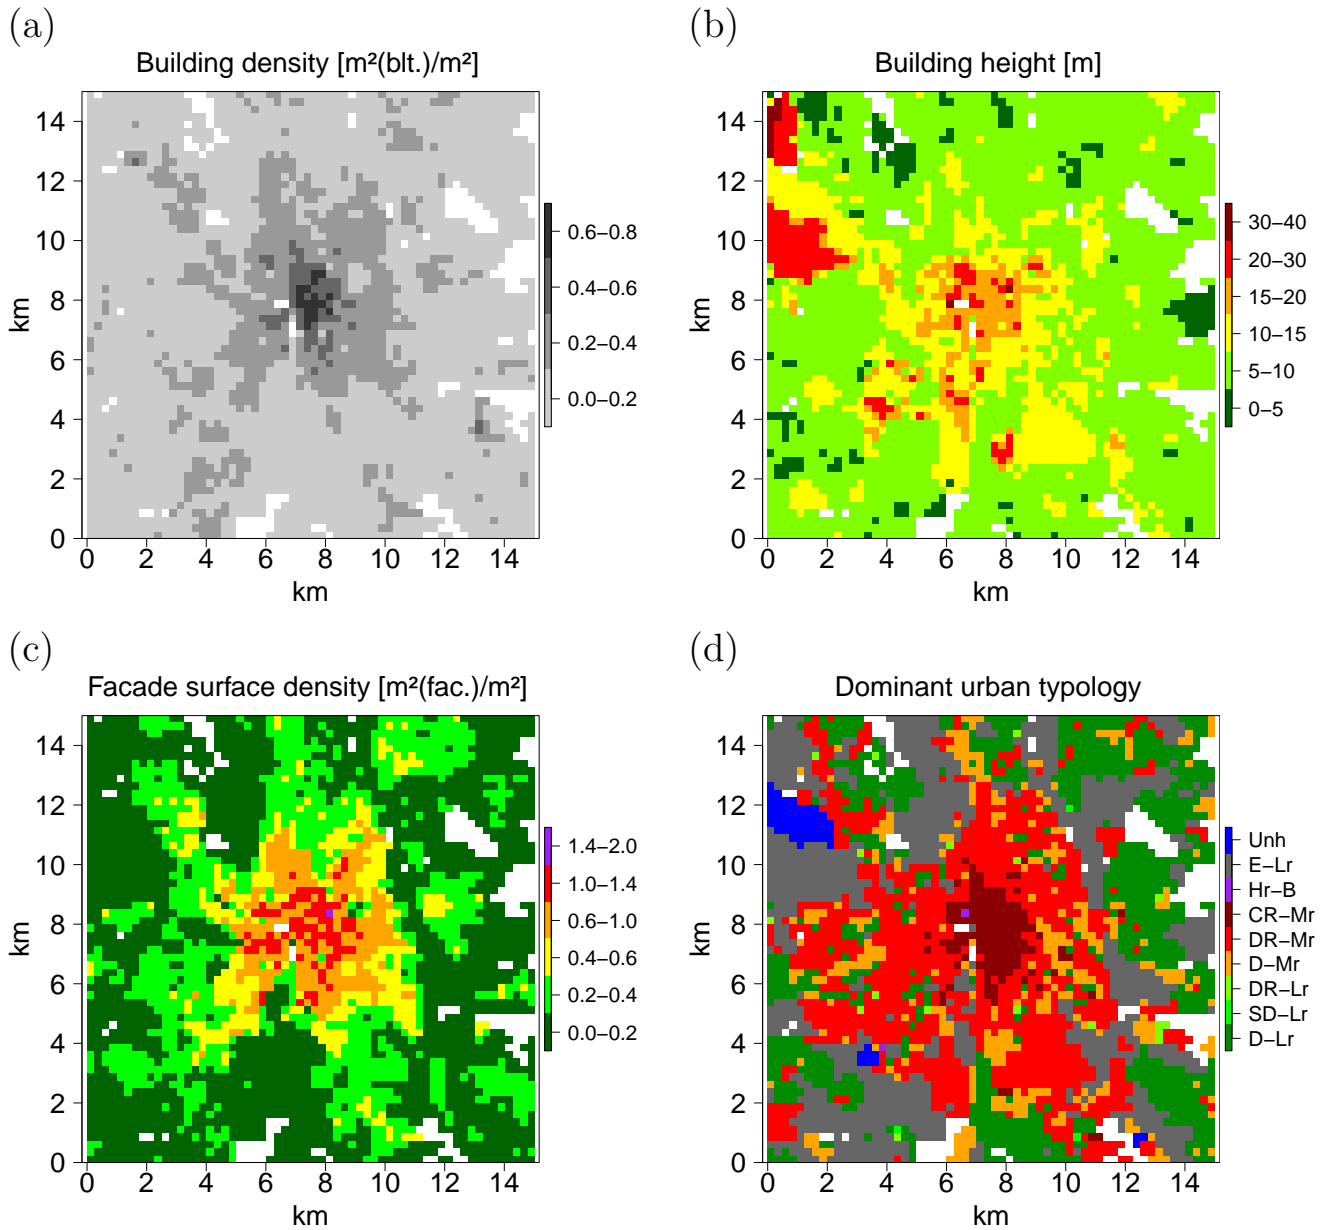 (a)
Building density [m²(blt.)/m²]
14
12
10
8
6
4
2
0
km
0 2 4 6 8 10 12 14
km
0.6–0.8
0.4–0.6
0.2–0.4
0.0–0.2
(b)
Building height [m]
14
12
10
8
6
4
2
0
km
0 2 4 6 8 10 12 14
km
30–40
20–30
15–20
10–15
5–10
0–5
(c)
Facade surface density [m²(fac.)/m²]
14
12
10
8
6
4
2
0
km
0 2 4 6 8 10 12 14
km
1.4–2.0
1.0–1.4
0.6–1.0
0.4–0.6
0.2–0.4
0.0–0.2
(d)
Dominant urban typology
14
12
10
8
6
4
2
0
km
0 2 4 6 8 10 12 14
km
Unh
E–Lr
Hr–B
CR–Mr
DR–Mr
D–Mr
DR–Lr
SD–Lr
D–Lr